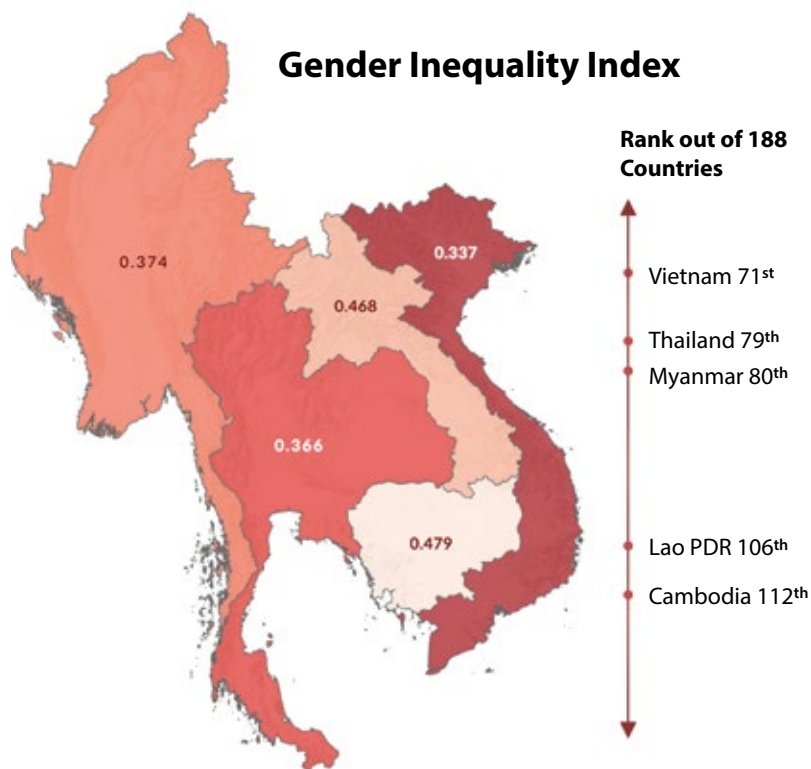 Gender Inequality Index
Rank out of 188
Countries
0.374
0.337
0.468
0.366
0.479
Vietnam 71st
Thailand 79th
Myanmar 80th
Lao PDR 106th
Cambodia 112th